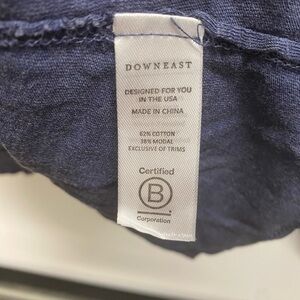 DOWNEAST
DESIGNED FOR YOU
IN THE USA
MADE IN CHINA
62% COTTON
38% MODAL
EXCLUSIVE OF TRIMS
Certified
B
Corporation